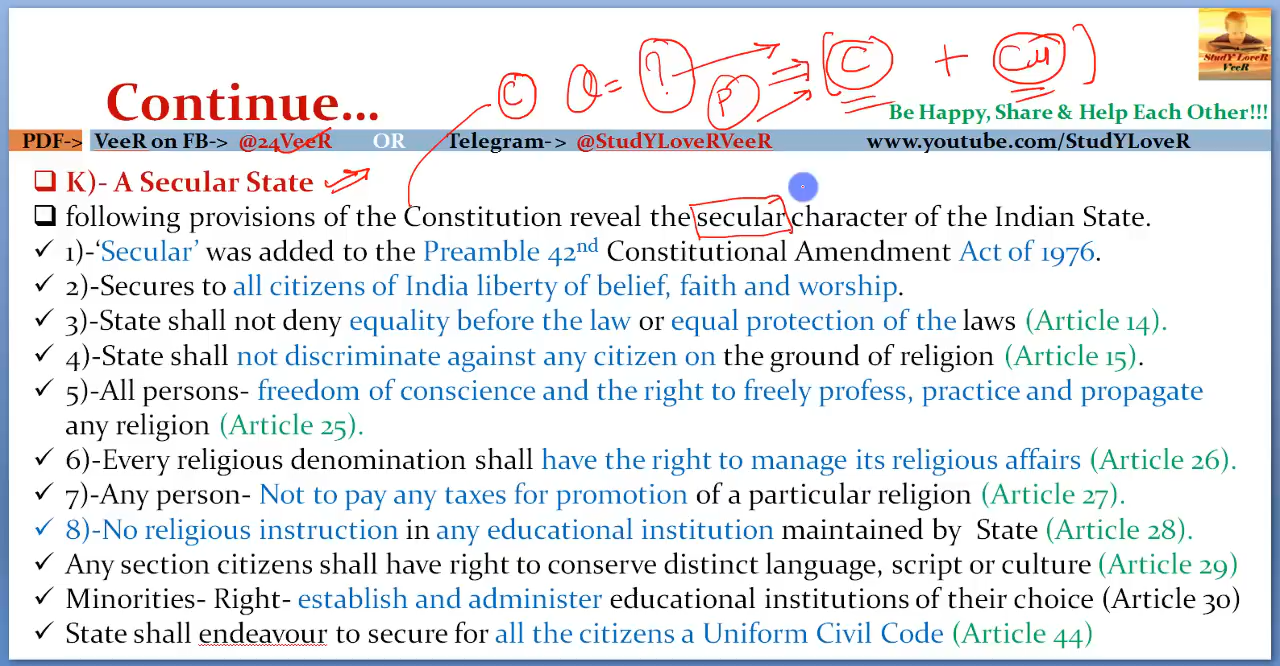 StudY LoveR
VeeR
C Q = ? P [ C + CM ]
Continue...
Be Happy, Share & Help Each Other!!!
PDF-> VeeR on FB-> @24VeeR OR Telegram-> @StudYLoveRVeeR www.youtube.com/StudYLoveR
K)- A Secular State
following provisions of the Constitution reveal the secular character of the Indian State.
✓ 1)-‘Secular’ was added to the Preamble 42nd Constitutional Amendment Act of 1976.
✓ 2)-Secures to all citizens of India liberty of belief, faith and worship.
✓ 3)-State shall not deny equality before the law or equal protection of the laws (Article 14).
✓ 4)-State shall not discriminate against any citizen on the ground of religion (Article 15).
✓ 5)-All persons- freedom of conscience and the right to freely profess, practice and propagate
any religion (Article 25).
✓ 6)-Every religious denomination shall have the right to manage its religious affairs (Article 26).
✓ 7)-Any person- Not to pay any taxes for promotion of a particular religion (Article 27).
✓ 8)-No religious instruction in any educational institution maintained by State (Article 28).
✓ Any section citizens shall have right to conserve distinct language, script or culture (Article 29)
✓ Minorities- Right- establish and administer educational institutions of their choice (Article 30)
✓ State shall endeavour to secure for all the citizens a Uniform Civil Code (Article 44)